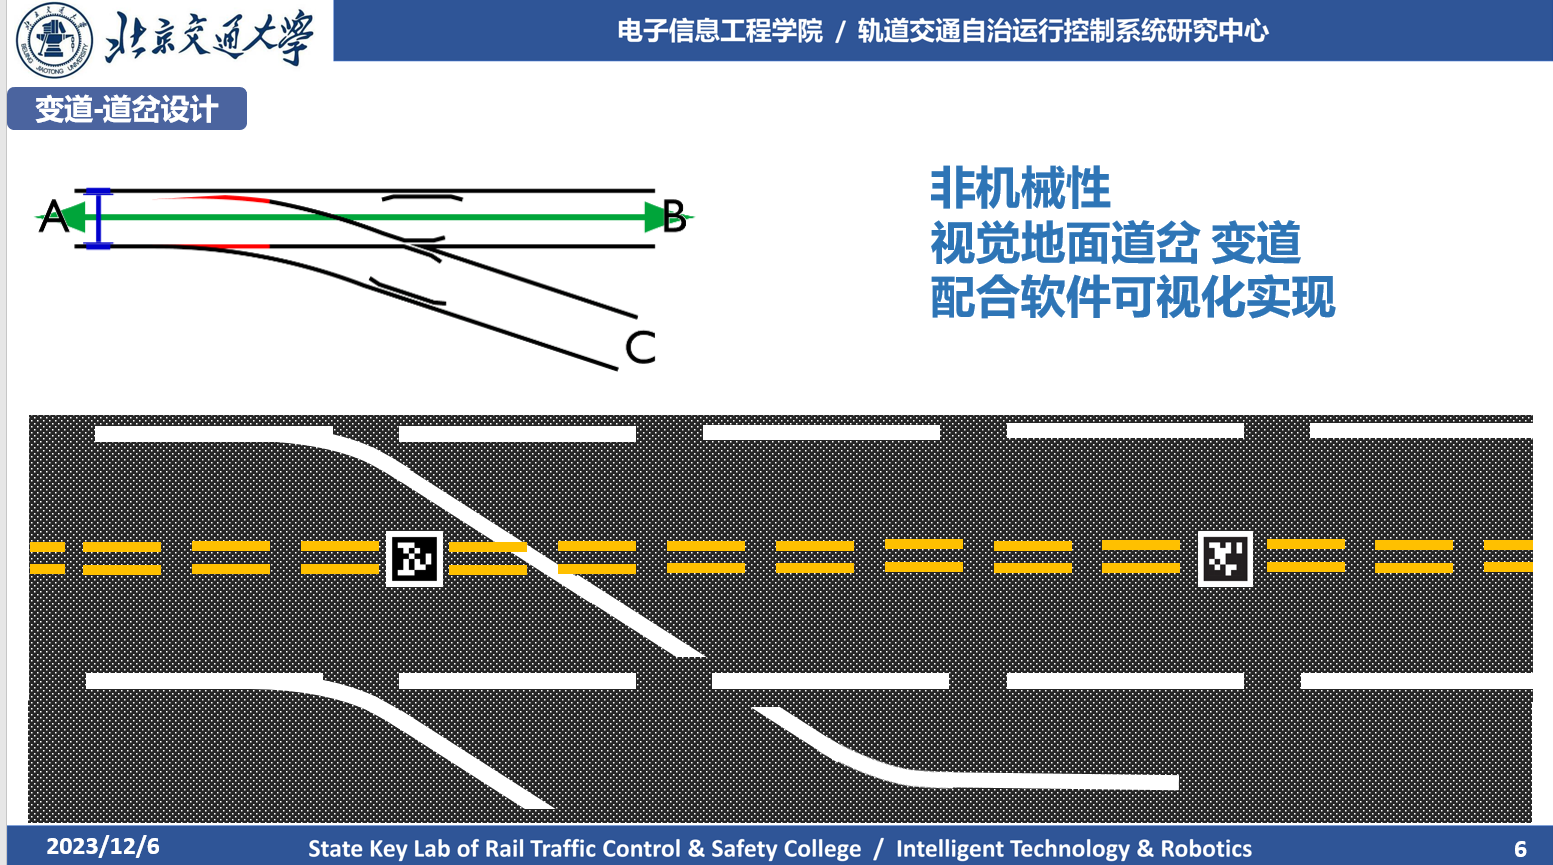 北京交通大学
BEIJING JIAOTONG UNIVERSITY
电子信息工程学院 / 轨道交通自治运行控制系统研究中心
变道-道岔设计
A
B
C
非机械性
视觉地面道岔 变道
配合软件可视化实现
2023/12/6
State Key Lab of Rail Traffic Control & Safety College / Intelligent Technology & Robotics
6